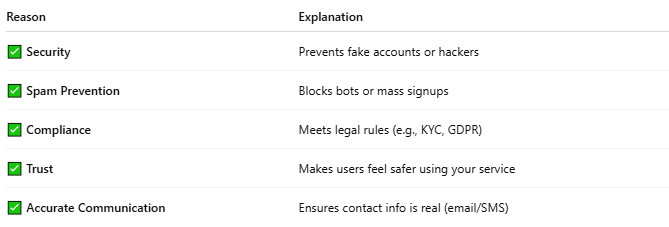 Reason Explanation
✅ Security Prevents fake accounts or hackers
✅ Spam Prevention Blocks bots or mass signups
✅ Compliance Meets legal rules (e.g., KYC, GDPR)
✅ Trust Makes users feel safer using your service
✅ Accurate Communication Ensures contact info is real (email/SMS)